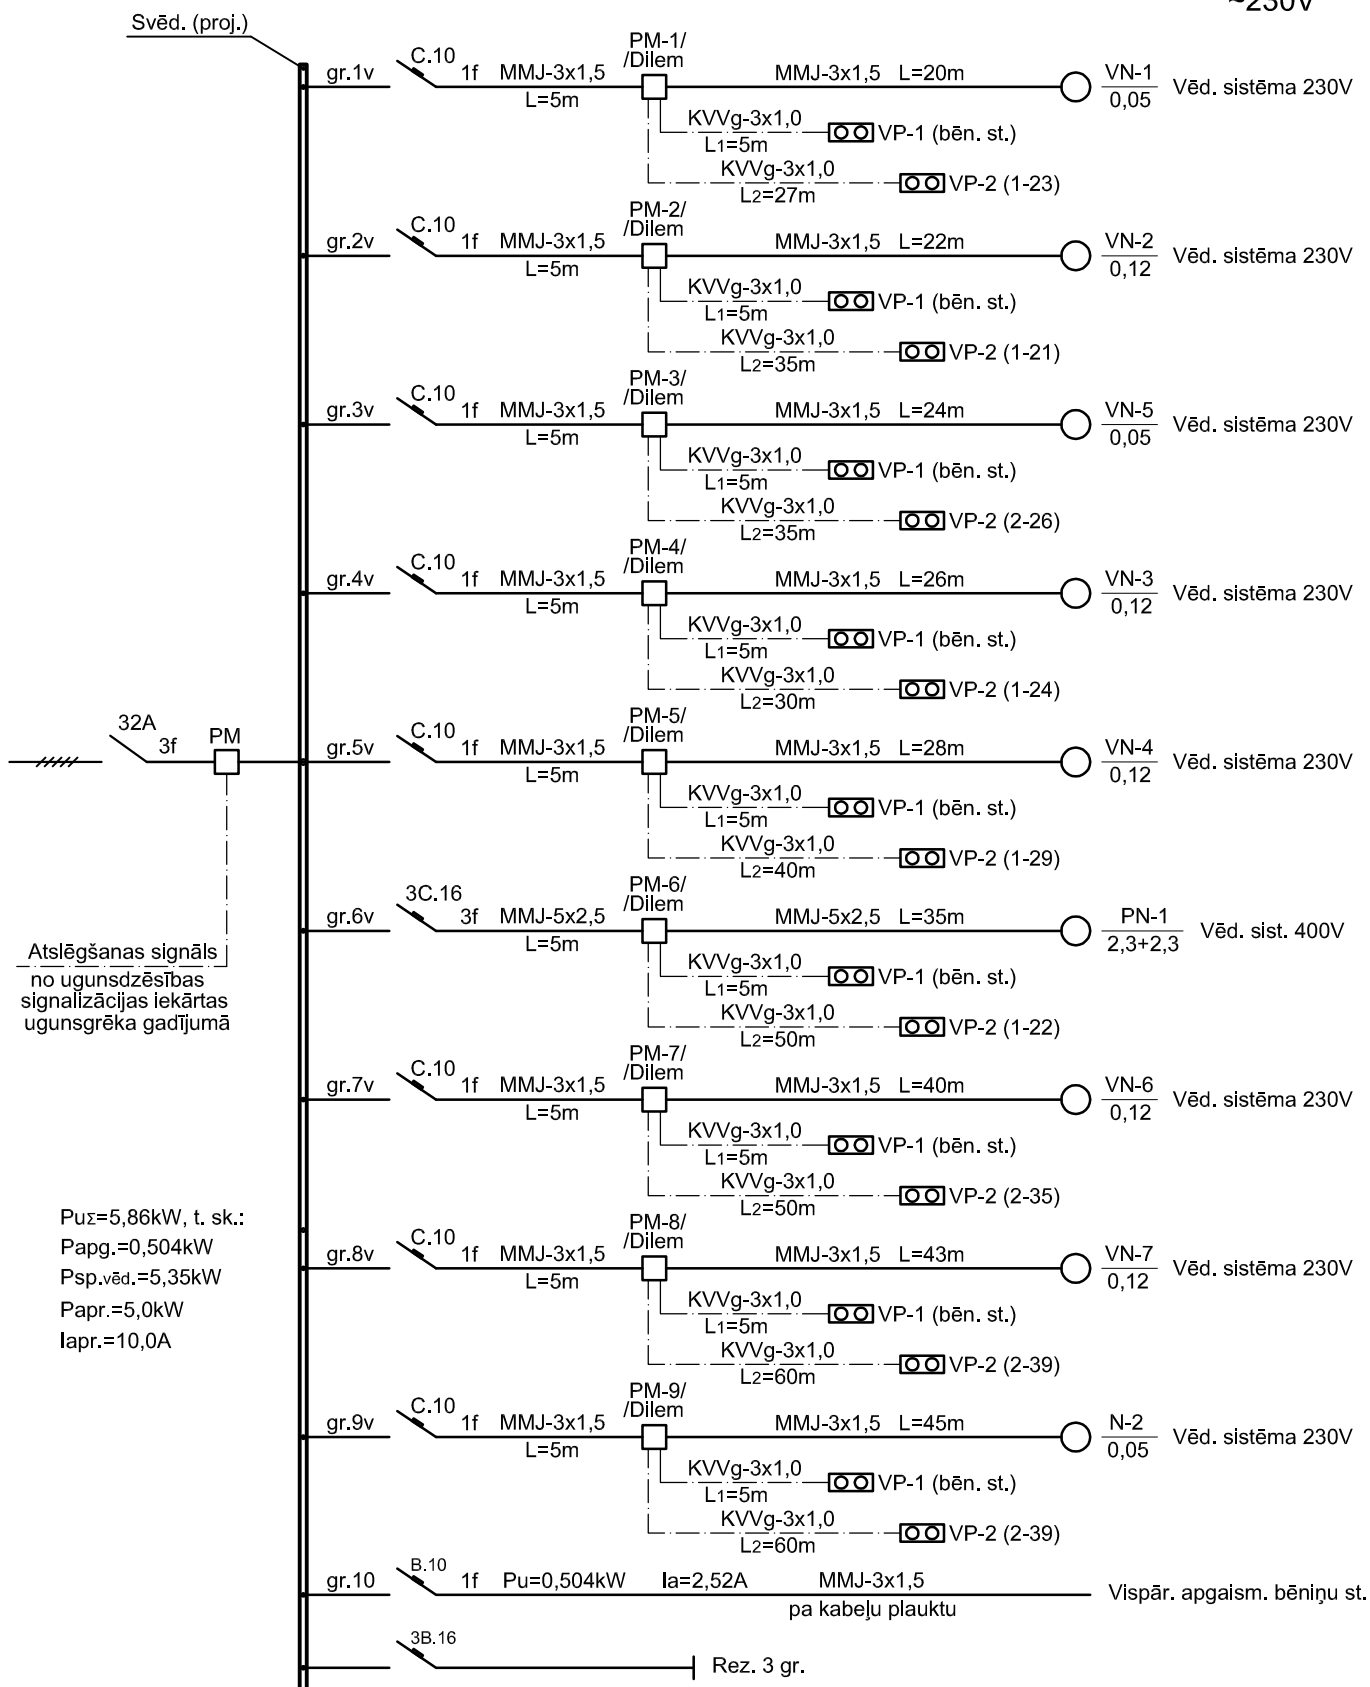 ~230V
Svēd. (proj.)
gr.1v C.10 1f MMJ-3x1,5 L=5m PM-1/ /Dilem MMJ-3x1,5 L=20m VN-1 0,05 Vēd. sistēma 230V
KVVg-3x1,0 L1=5m VP-1 (bēn. st.)
KVVg-3x1,0 L2=27m VP-2 (1-23)
gr.2v C.10 1f MMJ-3x1,5 L=5m PM-2/ /Dilem MMJ-3x1,5 L=22m VN-2 0,12 Vēd. sistēma 230V
KVVg-3x1,0 L1=5m VP-1 (bēn. st.)
KVVg-3x1,0 L2=35m VP-2 (1-21)
gr.3v C.10 1f MMJ-3x1,5 L=5m PM-3/ /Dilem MMJ-3x1,5 L=24m VN-5 0,05 Vēd. sistēma 230V
KVVg-3x1,0 L1=5m VP-1 (bēn. st.)
KVVg-3x1,0 L2=35m VP-2 (2-26)
gr.4v C.10 1f MMJ-3x1,5 L=5m PM-4/ /Dilem MMJ-3x1,5 L=26m VN-3 0,12 Vēd. sistēma 230V
KVVg-3x1,0 L1=5m VP-1 (bēn. st.)
KVVg-3x1,0 L2=30m VP-2 (1-24)
32A 3f PM
gr.5v C.10 1f MMJ-3x1,5 L=5m PM-5/ /Dilem MMJ-3x1,5 L=28m VN-4 0,12 Vēd. sistēma 230V
KVVg-3x1,0 L1=5m VP-1 (bēn. st.)
KVVg-3x1,0 L2=40m VP-2 (1-29)
gr.6v 3C.16 3f MMJ-5x2,5 L=5m PM-6/ /Dilem MMJ-5x2,5 L=35m PN-1 2,3+2,3 Vēd. sist. 400V
KVVg-3x1,0 L1=5m VP-1 (bēn. st.)
KVVg-3x1,0 L2=50m VP-2 (1-22)
Atslēgšanas signāls
no ugunsdzēsības
signalizācijas iekārtas
ugunsgrēka gadījumā
gr.7v C.10 1f MMJ-3x1,5 L=5m PM-7/ /Dilem MMJ-3x1,5 L=40m VN-6 0,12 Vēd. sistēma 230V
KVVg-3x1,0 L1=5m VP-1 (bēn. st.)
KVVg-3x1,0 L2=50m VP-2 (2-35)
PuΣ=5,86kW, t. sk.:
Papg.=0,504kW
Psp.vēd.=5,35kW
Papr.=5,0kW
Iapr.=10,0A
gr.8v C.10 1f MMJ-3x1,5 L=5m PM-8/ /Dilem MMJ-3x1,5 L=43m VN-7 0,12 Vēd. sistēma 230V
KVVg-3x1,0 L1=5m VP-1 (bēn. st.)
KVVg-3x1,0 L2=60m VP-2 (2-39)
gr.9v C.10 1f MMJ-3x1,5 L=5m PM-9/ /Dilem MMJ-3x1,5 L=45m N-2 0,05 Vēd. sistēma 230V
KVVg-3x1,0 L1=5m VP-1 (bēn. st.)
KVVg-3x1,0 L2=60m VP-2 (2-39)
gr.10 B.10 1f Pu=0,504kW Ia=2,52A MMJ-3x1,5 Vispār. apgaism. bēniņu st.
pa kabeļu plauktu
3B.16 Rez. 3 gr.